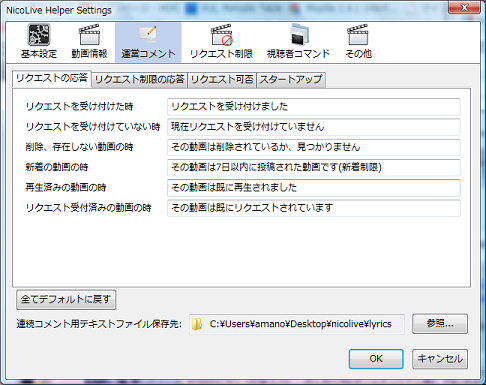 NicoLive Helper Settings
基本設定 動画情報 運営コメント リクエスト制限 視聴者コマンド その他
リクエストの応答 リクエスト制限の応答 リクエスト可否 スタートアップ
リクエストを受け付けた時 リクエストを受け付けました
リクエストを受け付けていない時 現在リクエストを受け付けていません
削除、存在しない動画の時 その動画は削除されているか、見つかりません
新着の動画の時 その動画は7日以内に投稿された動画です(新着制限)
再生済みの動画の時 その動画は既に再生されました
リクエスト受付済みの動画の時 その動画は既にリクエストされています
全てデフォルトに戻す
連続コメント用テキストファイル保存先: C:¥Users¥amano¥Desktop¥nicolive¥lyrics 参照...
OK キャンセル